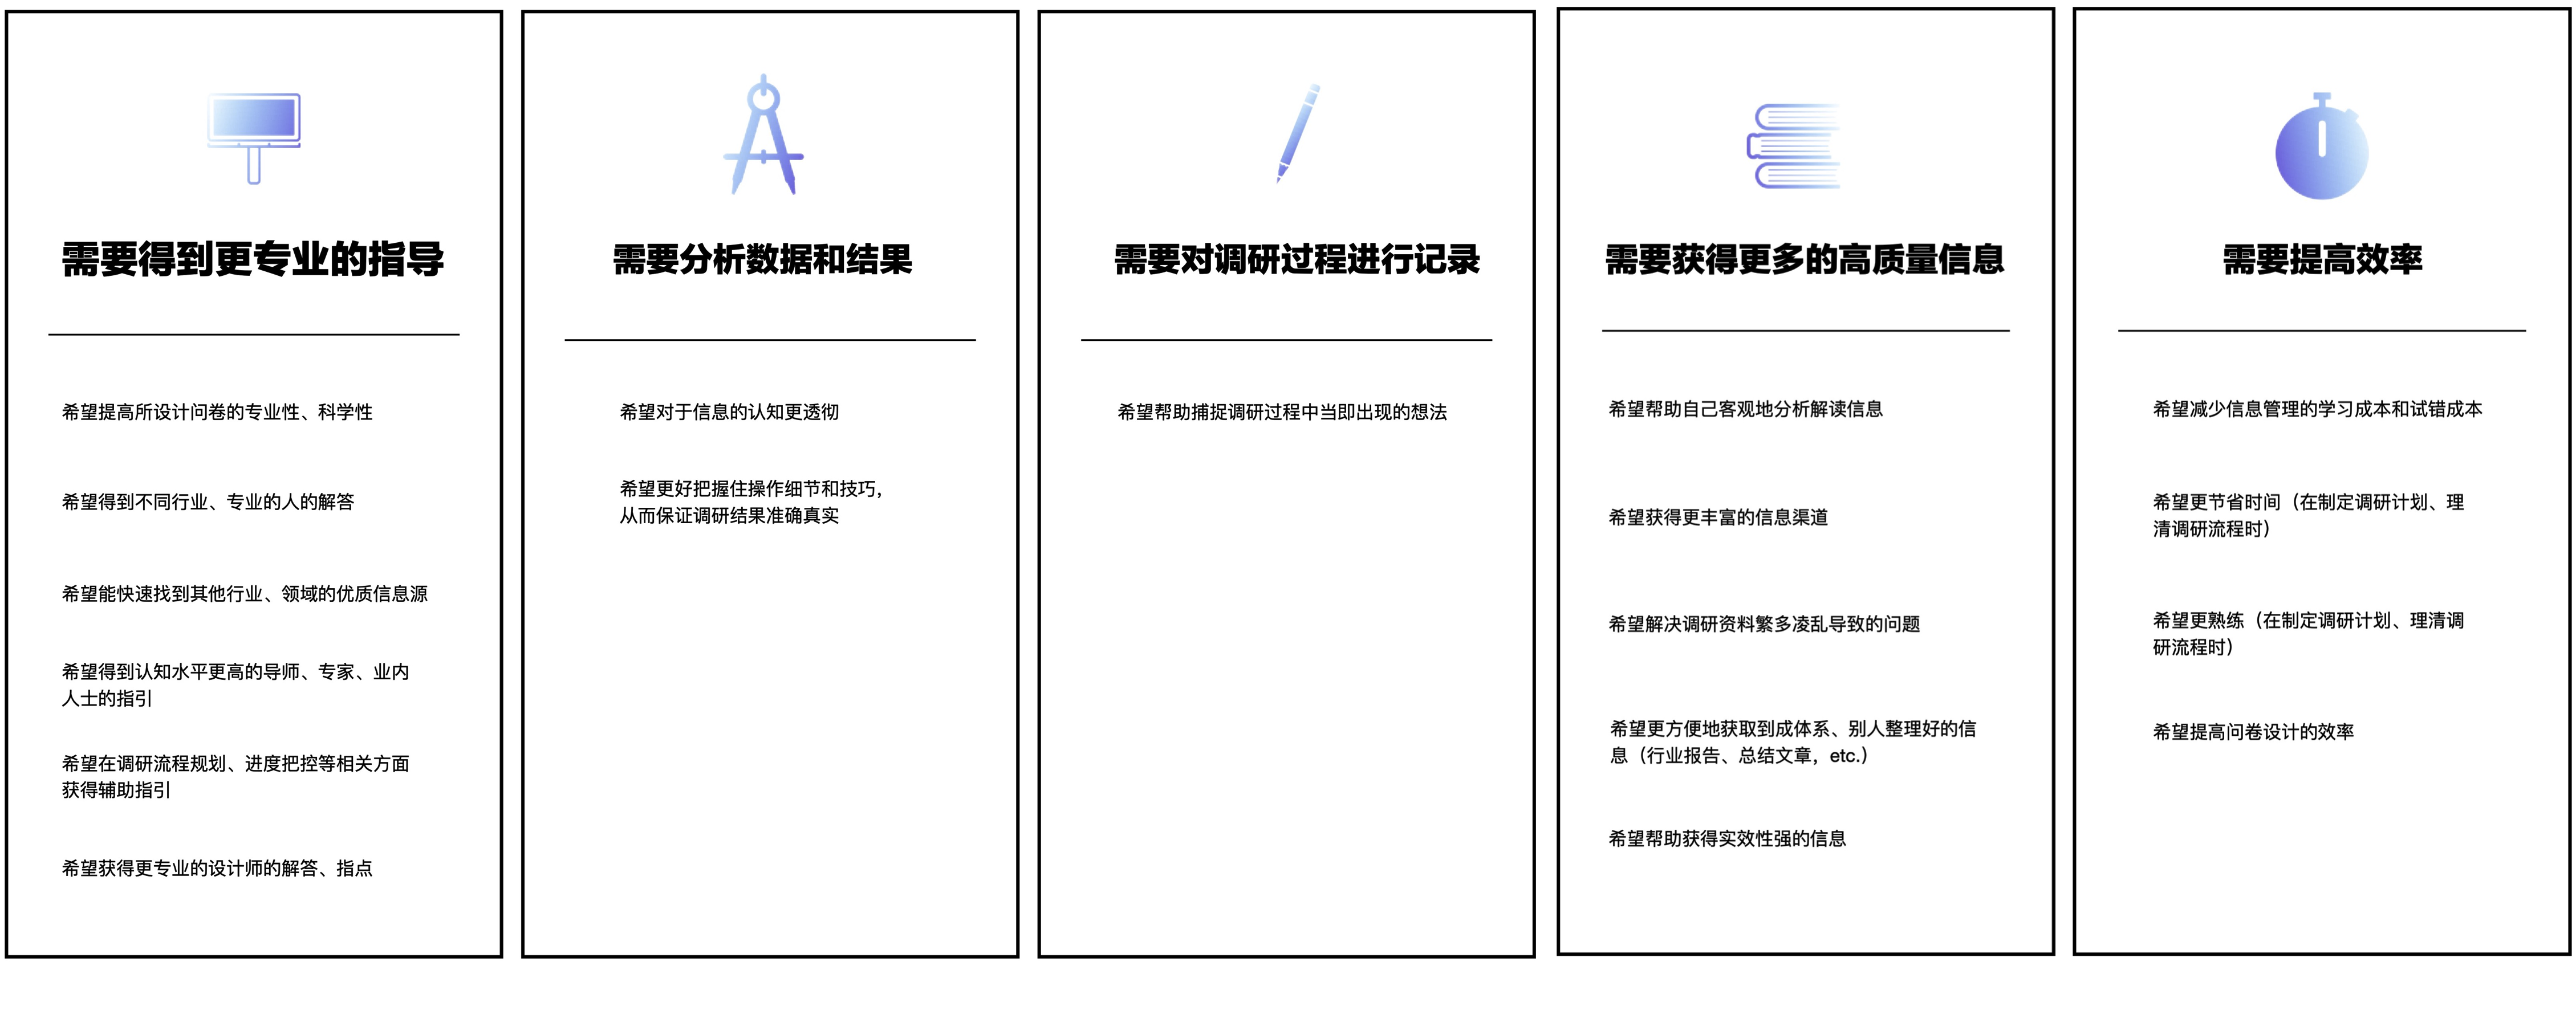 需要得到更专业的指导
希望提高所设计问卷的专业性、科学性
希望得到不同行业、专业的人的解答
希望能快速找到其他行业、领域的优质信息源
希望得到认知水平更高的导师、专家、业内
人士的指引
希望在调研流程规划、进度把控等相关方面
获得辅助指引
希望获得更专业的设计师的解答、指点
需要分析数据和结果
希望对于信息的认知更透彻
希望更好把握住操作细节和技巧，
从而保证调研结果准确真实
需要对调研过程进行记录
希望帮助捕捉调研过程中当即出现的想法
需要获得更多的高质量信息
希望帮助自己客观地分析解读信息
希望获得更丰富的信息渠道
希望解决调研资料繁多凌乱导致的问题
希望更方便地获取到成体系、别人整理好的信
息（行业报告、总结文章，etc.）
希望帮助获得实效性强的信息
需要提高效率
希望减少信息管理的学习成本和试错成本
希望更节省时间（在制定调研计划、理
清调研流程时）
希望更熟练（在制定调研计划、理清调
研流程时）
希望提高问卷设计的效率